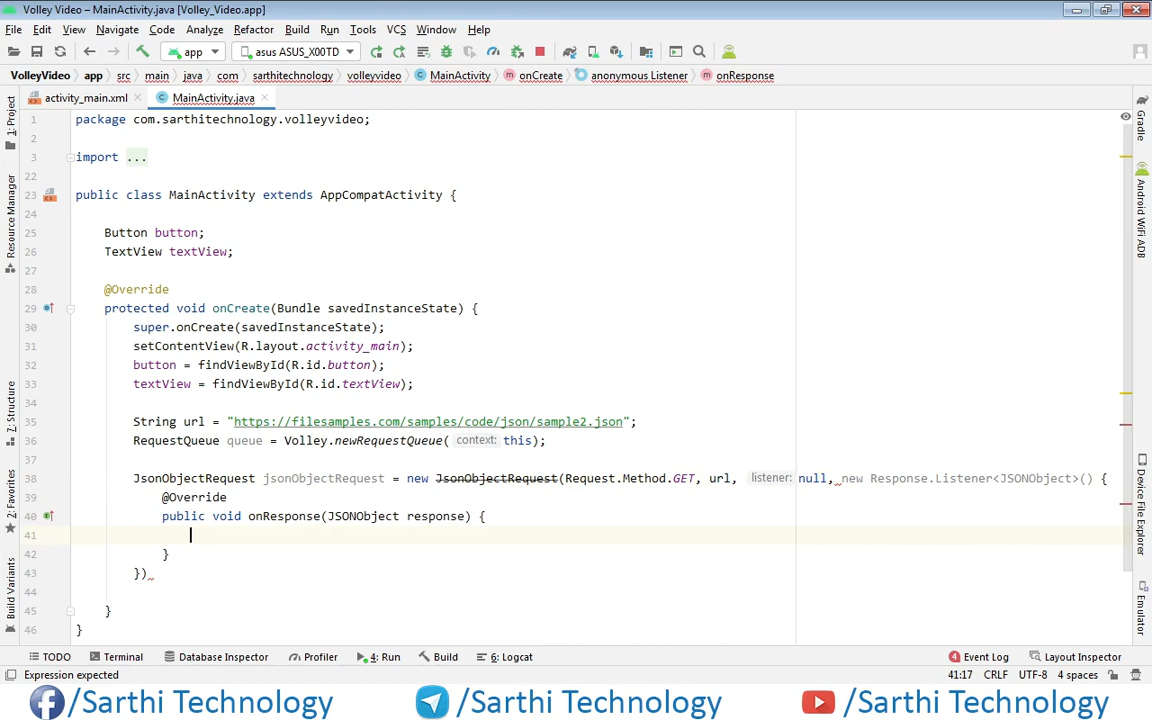 Volley Video – MainActivity.java [Volley_Video.app]
File Edit View Navigate Code Analyze Refactor Build Run Tools VCS Window Help
app asus ASUS_X00TD
VolleyVideo app src main java com sarthitechnology volleyvideo MainActivity onCreate anonymous Listener onResponse
activity_main.xml MainActivity.java
1: Project
Resource Manager
7: Structure
2: Favorites
Build Variants
1 package com.sarthitechnology.volleyvideo;
2
3 import ...
22
23 public class MainActivity extends AppCompatActivity {
24
25 Button button;
26 TextView textView;
27
28 @Override
29 protected void onCreate(Bundle savedInstanceState) {
30 super.onCreate(savedInstanceState);
31 setContentView(R.layout.activity_main);
32 button = findViewById(R.id.button);
33 textView = findViewById(R.id.textView);
34
35 String url = "https://filesamples.com/samples/code/json/sample2.json";
36 RequestQueue queue = Volley.newRequestQueue( context: this);
37
38 JsonObjectRequest jsonObjectRequest = new JsonObjectRequest(Request.Method.GET, url, listener: null, new Response.Listener<JSONObject>() {
39 @Override
40 public void onResponse(JSONObject response) {
41
42 }
43 })
44
45 }
46 }
Gradle
Android WiFi ADB
Device File Explorer
Emulator
TODO Terminal Database Inspector Profiler 4: Run Build 6: Logcat 4 Event Log Layout Inspector
Expression expected 41:17 CRLF UTF-8 4 spaces
f/Sarthi Technology /Sarthi Technology /Sarthi Technology